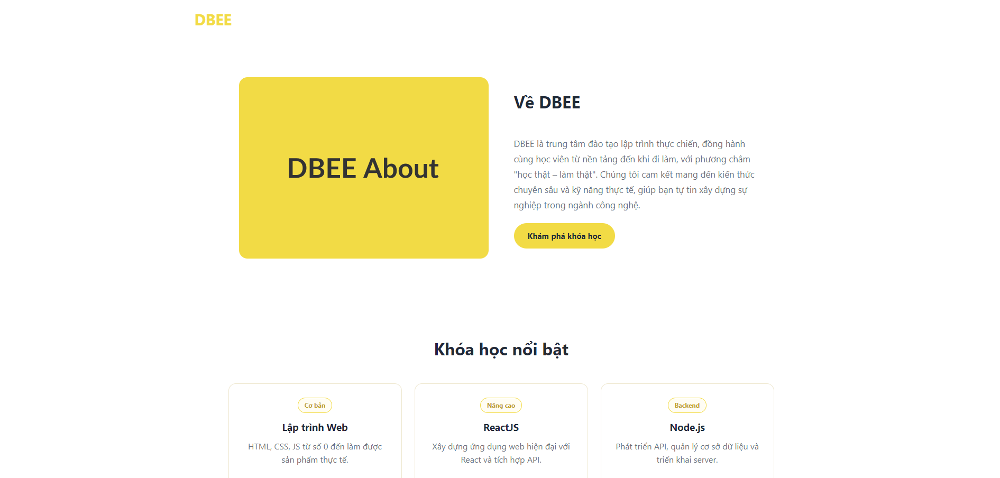 DBEE
DBEE About
Về DBEE
DBEE là trung tâm đào tạo lập trình thực chiến, đồng hành
cùng học viên từ nền tảng đến khi đi làm, với phương châm
"học thật – làm thật". Chúng tôi cam kết mang đến kiến thức
chuyên sâu và kỹ năng thực tế, giúp bạn tự tin xây dựng sự
nghiệp trong ngành công nghệ.
Khám phá khóa học
Khóa học nổi bật
Cơ bản
Lập trình Web
HTML, CSS, JS từ số 0 đến làm được
sản phẩm thực tế.
Nâng cao
ReactJS
Xây dựng ứng dụng web hiện đại với
React và tích hợp API.
Backend
Node.js
Phát triển API, quản lý cơ sở dữ liệu và
triển khai server.